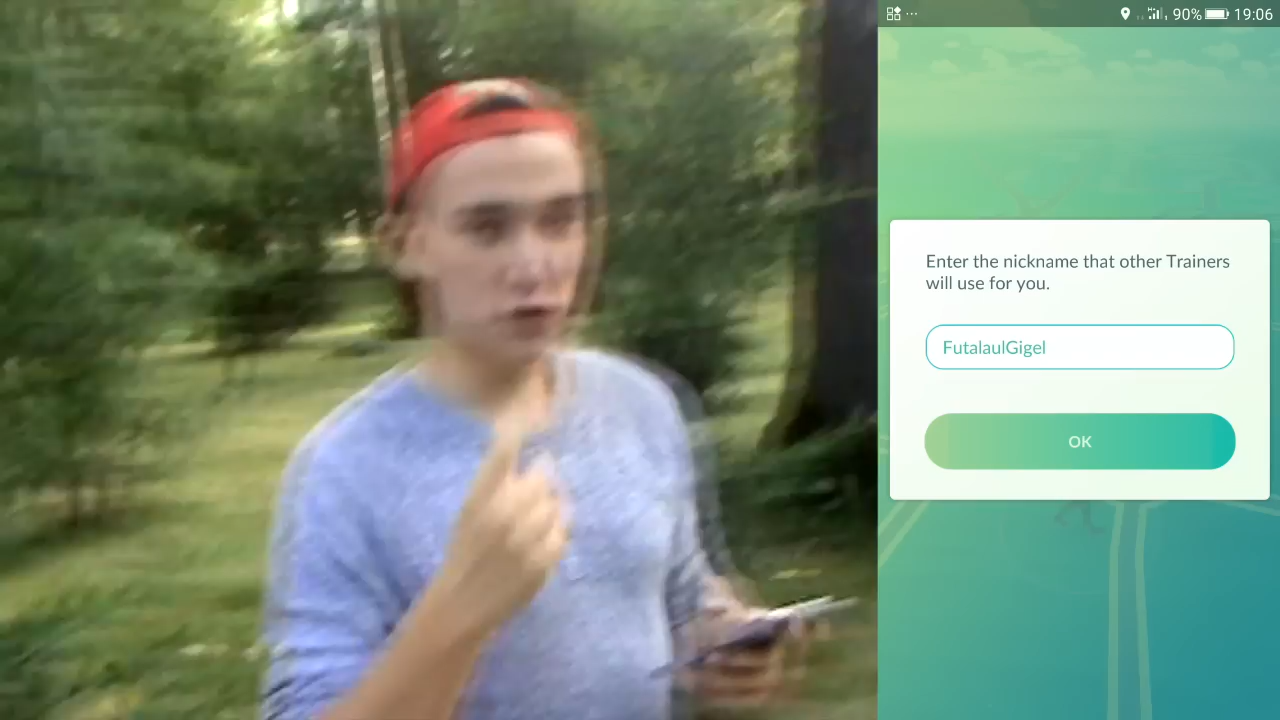 90% 19:06
Enter the nickname that other Trainers
will use for you.
FutalaulGigel
OK